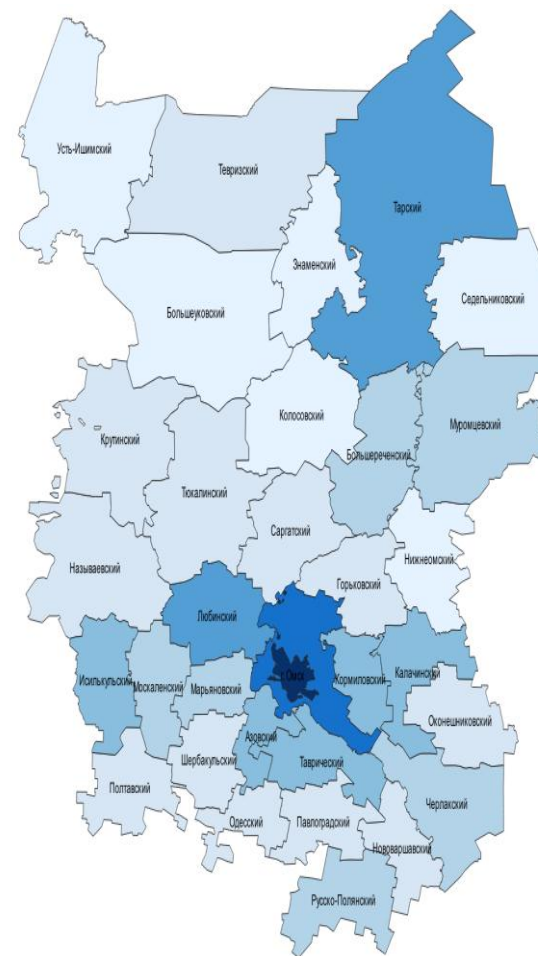 Усть-Ишимский
Тевризский
Тарский
Знаменский
Седельниковский
Большеуковский
Колосовский
Муромцевский
Крутинский
Большереченский
Тюкалинский
Саргатский
Нижнеомский
Называевский
Горьковский
Любинский
г.Омск
Кормиловский
Калачинский
Исилькульский
Москаленский
Марьяновский
Оконешниковский
Азовский
Шербакульский
Таврический
Полтавский
Черлакский
Одесский
Павлоградский
Нововаршавский
Русско-Полянский